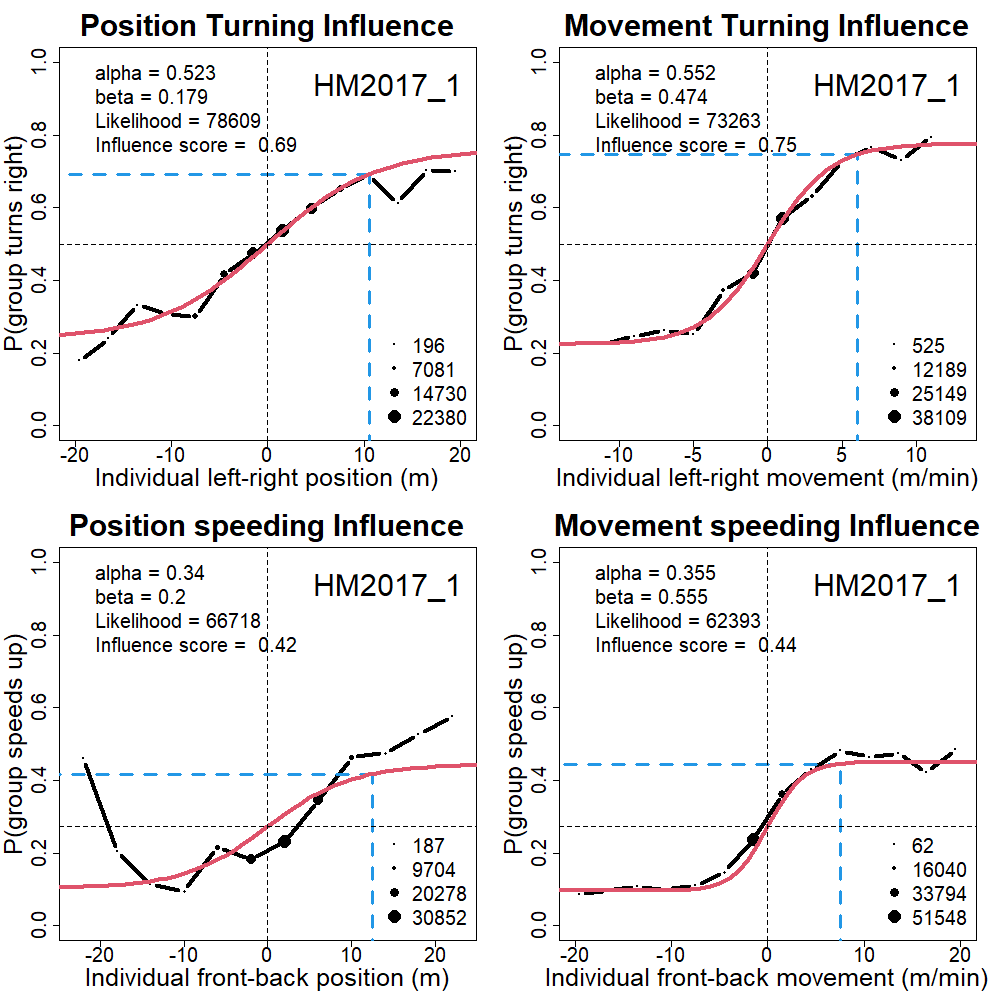 Position Turning Influence
alpha = 0.523
beta = 0.179
Likelihood = 78609
Influence score = 0.69
HM2017_1
P(group turns right)
1.0
0.8
0.6
0.4
0.2
0.0
196
7081
14730
22380
-20 -10 0 10 20
Individual left-right position (m)
Movement Turning Influence
alpha = 0.552
beta = 0.474
Likelihood = 73263
Influence score = 0.75
HM2017_1
P(group turns right)
1.0
0.8
0.6
0.4
0.2
0.0
525
12189
25149
38109
-10 -5 0 5 10
Individual left-right movement (m/min)
Position speeding Influence
alpha = 0.34
beta = 0.2
Likelihood = 66718
Influence score = 0.42
HM2017_1
P(group speeds up)
1.0
0.8
0.6
0.4
0.2
0.0
187
9704
20278
30852
-20 -10 0 10 20
Individual front-back position (m)
Movement speeding Influence
alpha = 0.355
beta = 0.555
Likelihood = 62393
Influence score = 0.44
HM2017_1
P(group speeds up)
1.0
0.8
0.6
0.4
0.2
0.0
62
16040
33794
51548
-20 -10 0 10 20
Individual front-back movement (m/min)